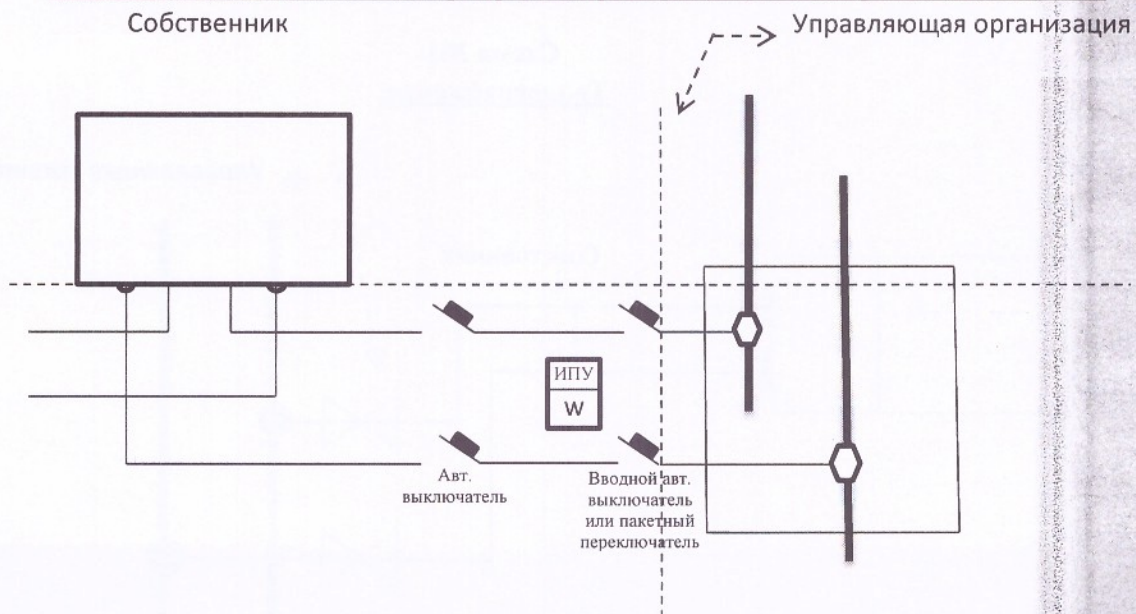 Собственник
Управляющая организация
ИПУ
W
Авт.
выключатель
Вводной авт.
выключатель
или пакетный
переключатель